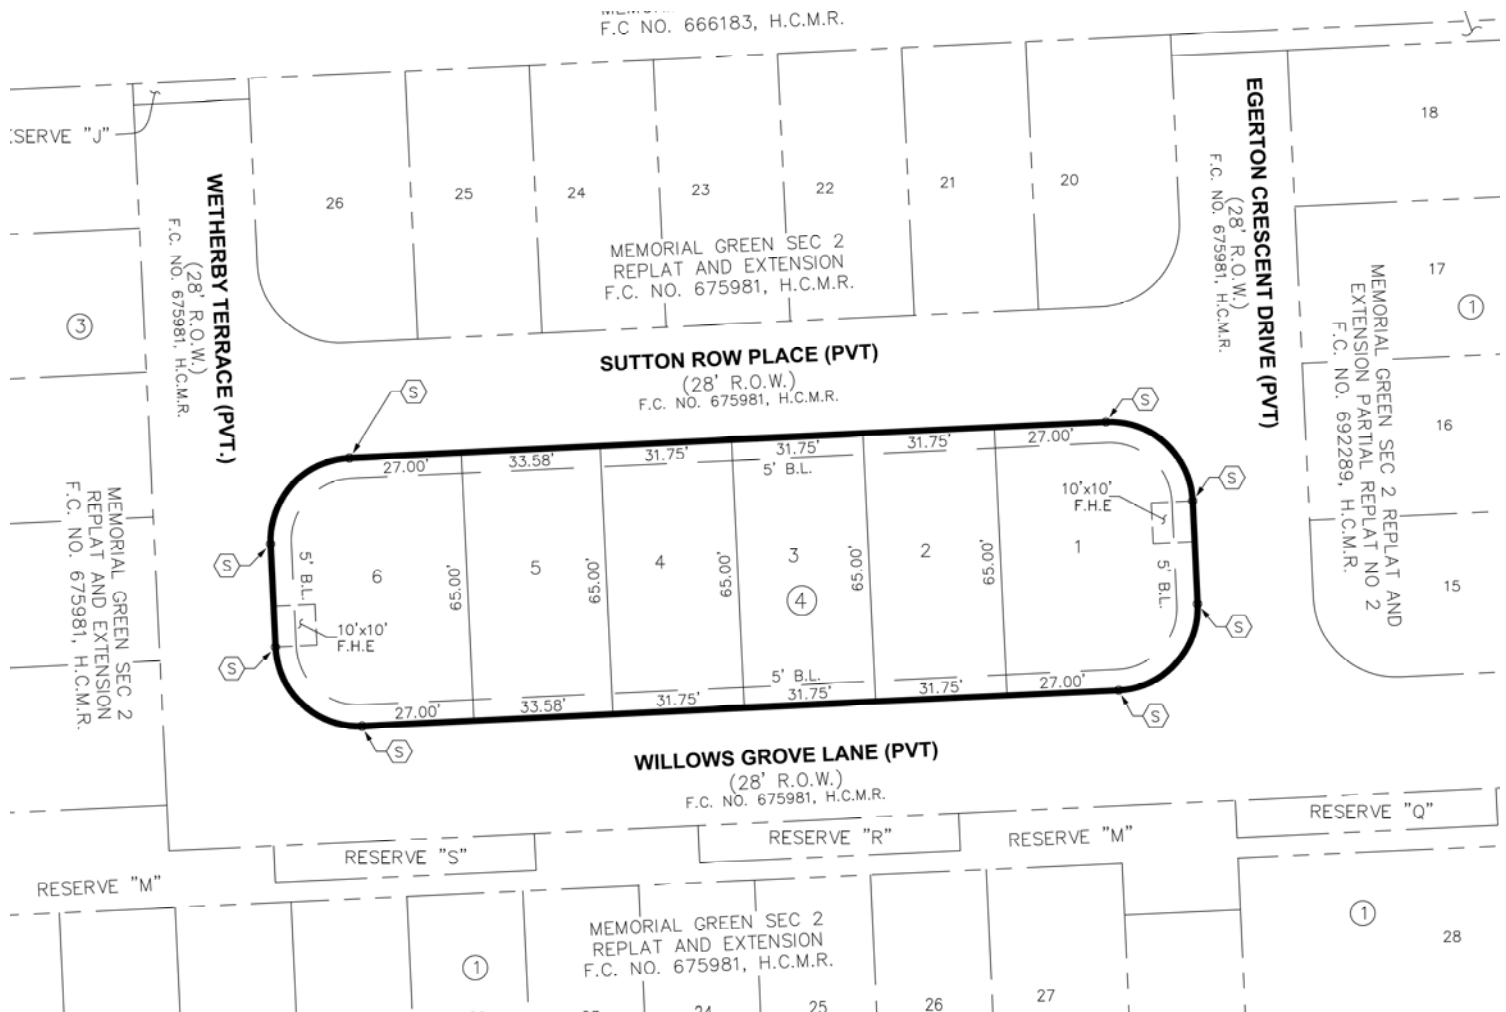 F.C NO. 666183, H.C.M.R.
SERVE "J"
WETHERBY TERRACE (PVT.)
(28' R.O.W.)
F.C. NO. 675981, H.C.M.R.
26
25
24
23
22
21
20
MEMORIAL GREEN SEC 2
REPLAT AND EXTENSION
F.C. NO. 675981, H.C.M.R.
EGERTON CRESCENT DRIVE (PVT)
(28' R.O.W.)
F.C. NO. 675981, H.C.M.R.
18
17
1
16
15
MEMORIAL GREEN SEC 2 REPLAT AND
EXTENSION PARTIAL REPLAT NO 2
F.C. NO. 692289, H.C.M.R.
3
SUTTON ROW PLACE (PVT)
(28' R.O.W.)
F.C. NO. 675981, H.C.M.R.
S
S
27.00'
33.58'
31.75'
31.75'
31.75'
27.00'
5' B.L.
S
10'x10'
F.H.E
MEMORIAL GREEN SEC 2
REPLAT AND EXTENSION
F.C. NO. 675981, H.C.M.R.
S
5' B.L.
6
65.00'
5
65.00'
4
65.00'
3
4
65.00'
2
65.00'
1
5' B.L.
10'x10'
F.H.E
S
S
5' B.L.
27.00'
33.58'
31.75'
31.75'
31.75'
27.00'
S
S
WILLOWS GROVE LANE (PVT)
(28' R.O.W.)
F.C. NO. 675981, H.C.M.R.
RESERVE "S"
RESERVE "R"
RESERVE "M"
RESERVE "Q"
RESERVE "M"
MEMORIAL GREEN SEC 2
REPLAT AND EXTENSION
F.C. NO. 675981, H.C.M.R.
1
1
28
24
25
26
27